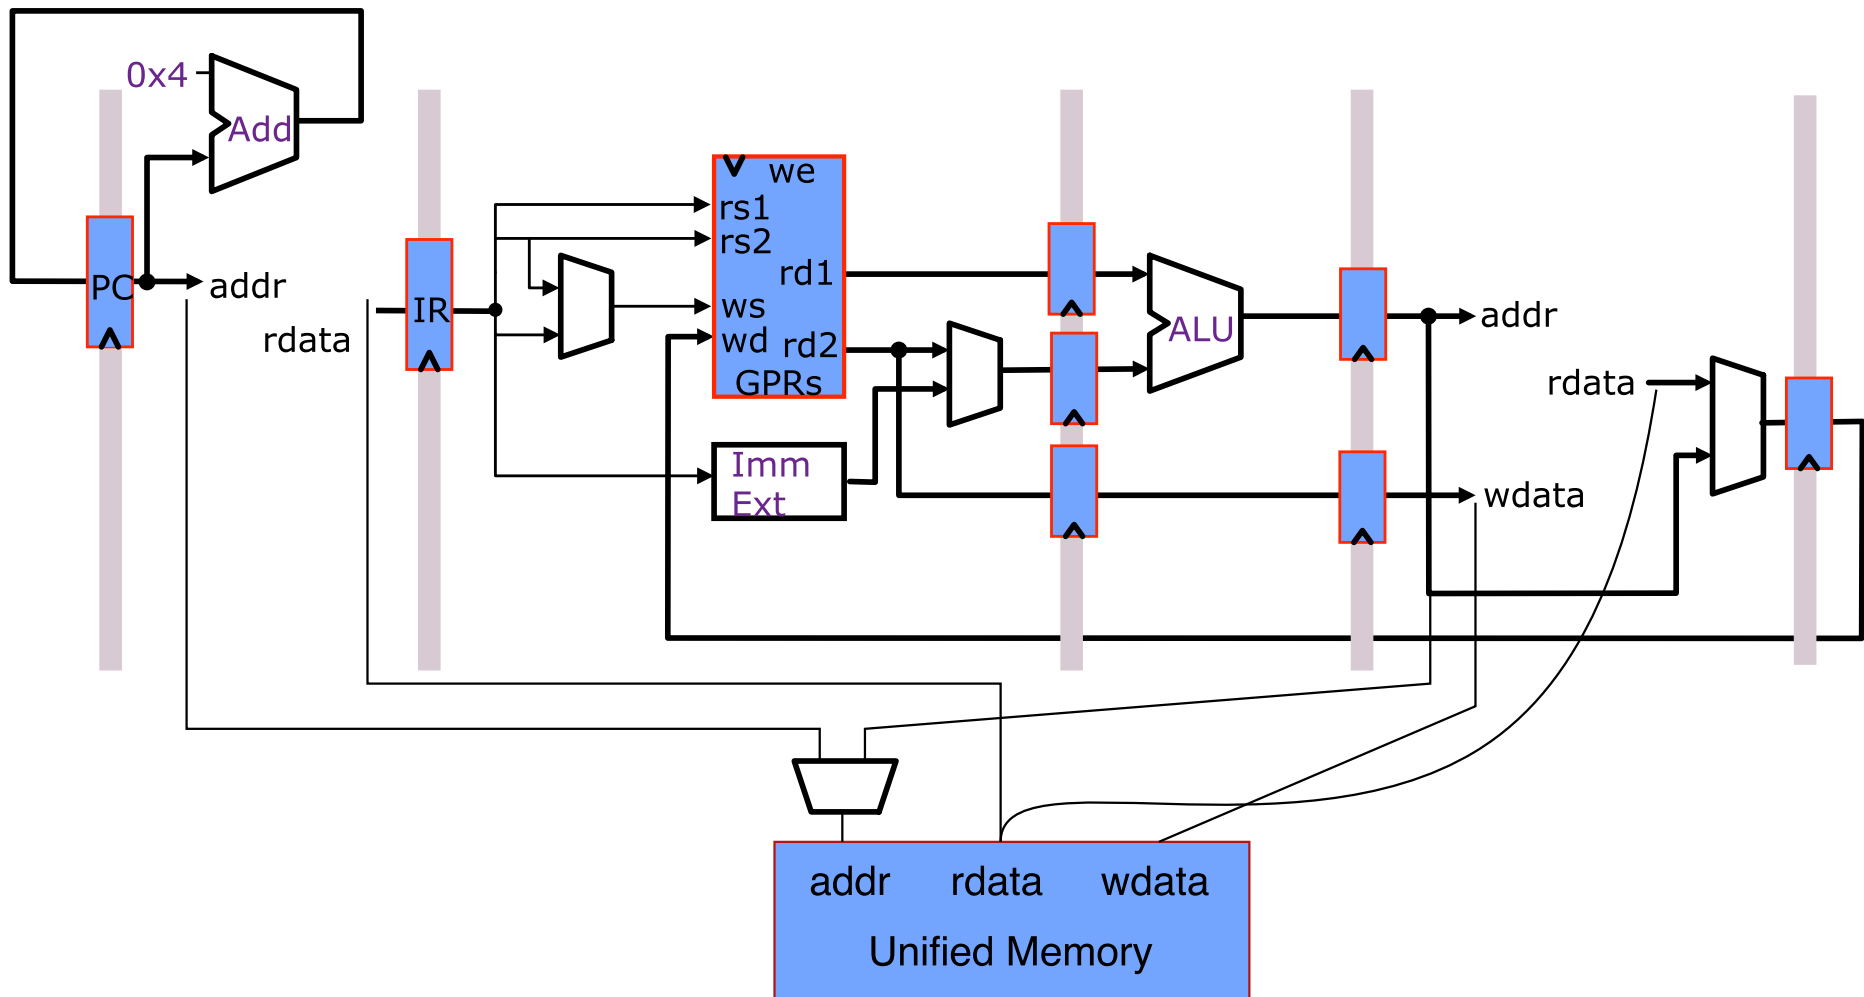 0x4
Add
PC
addr
rdata
IR
we
rs1
rs2
rd1
ws
wd
rd2
GPRs
Imm
Ext
ALU
addr
rdata
wdata
addr
rdata
wdata
Unified Memory